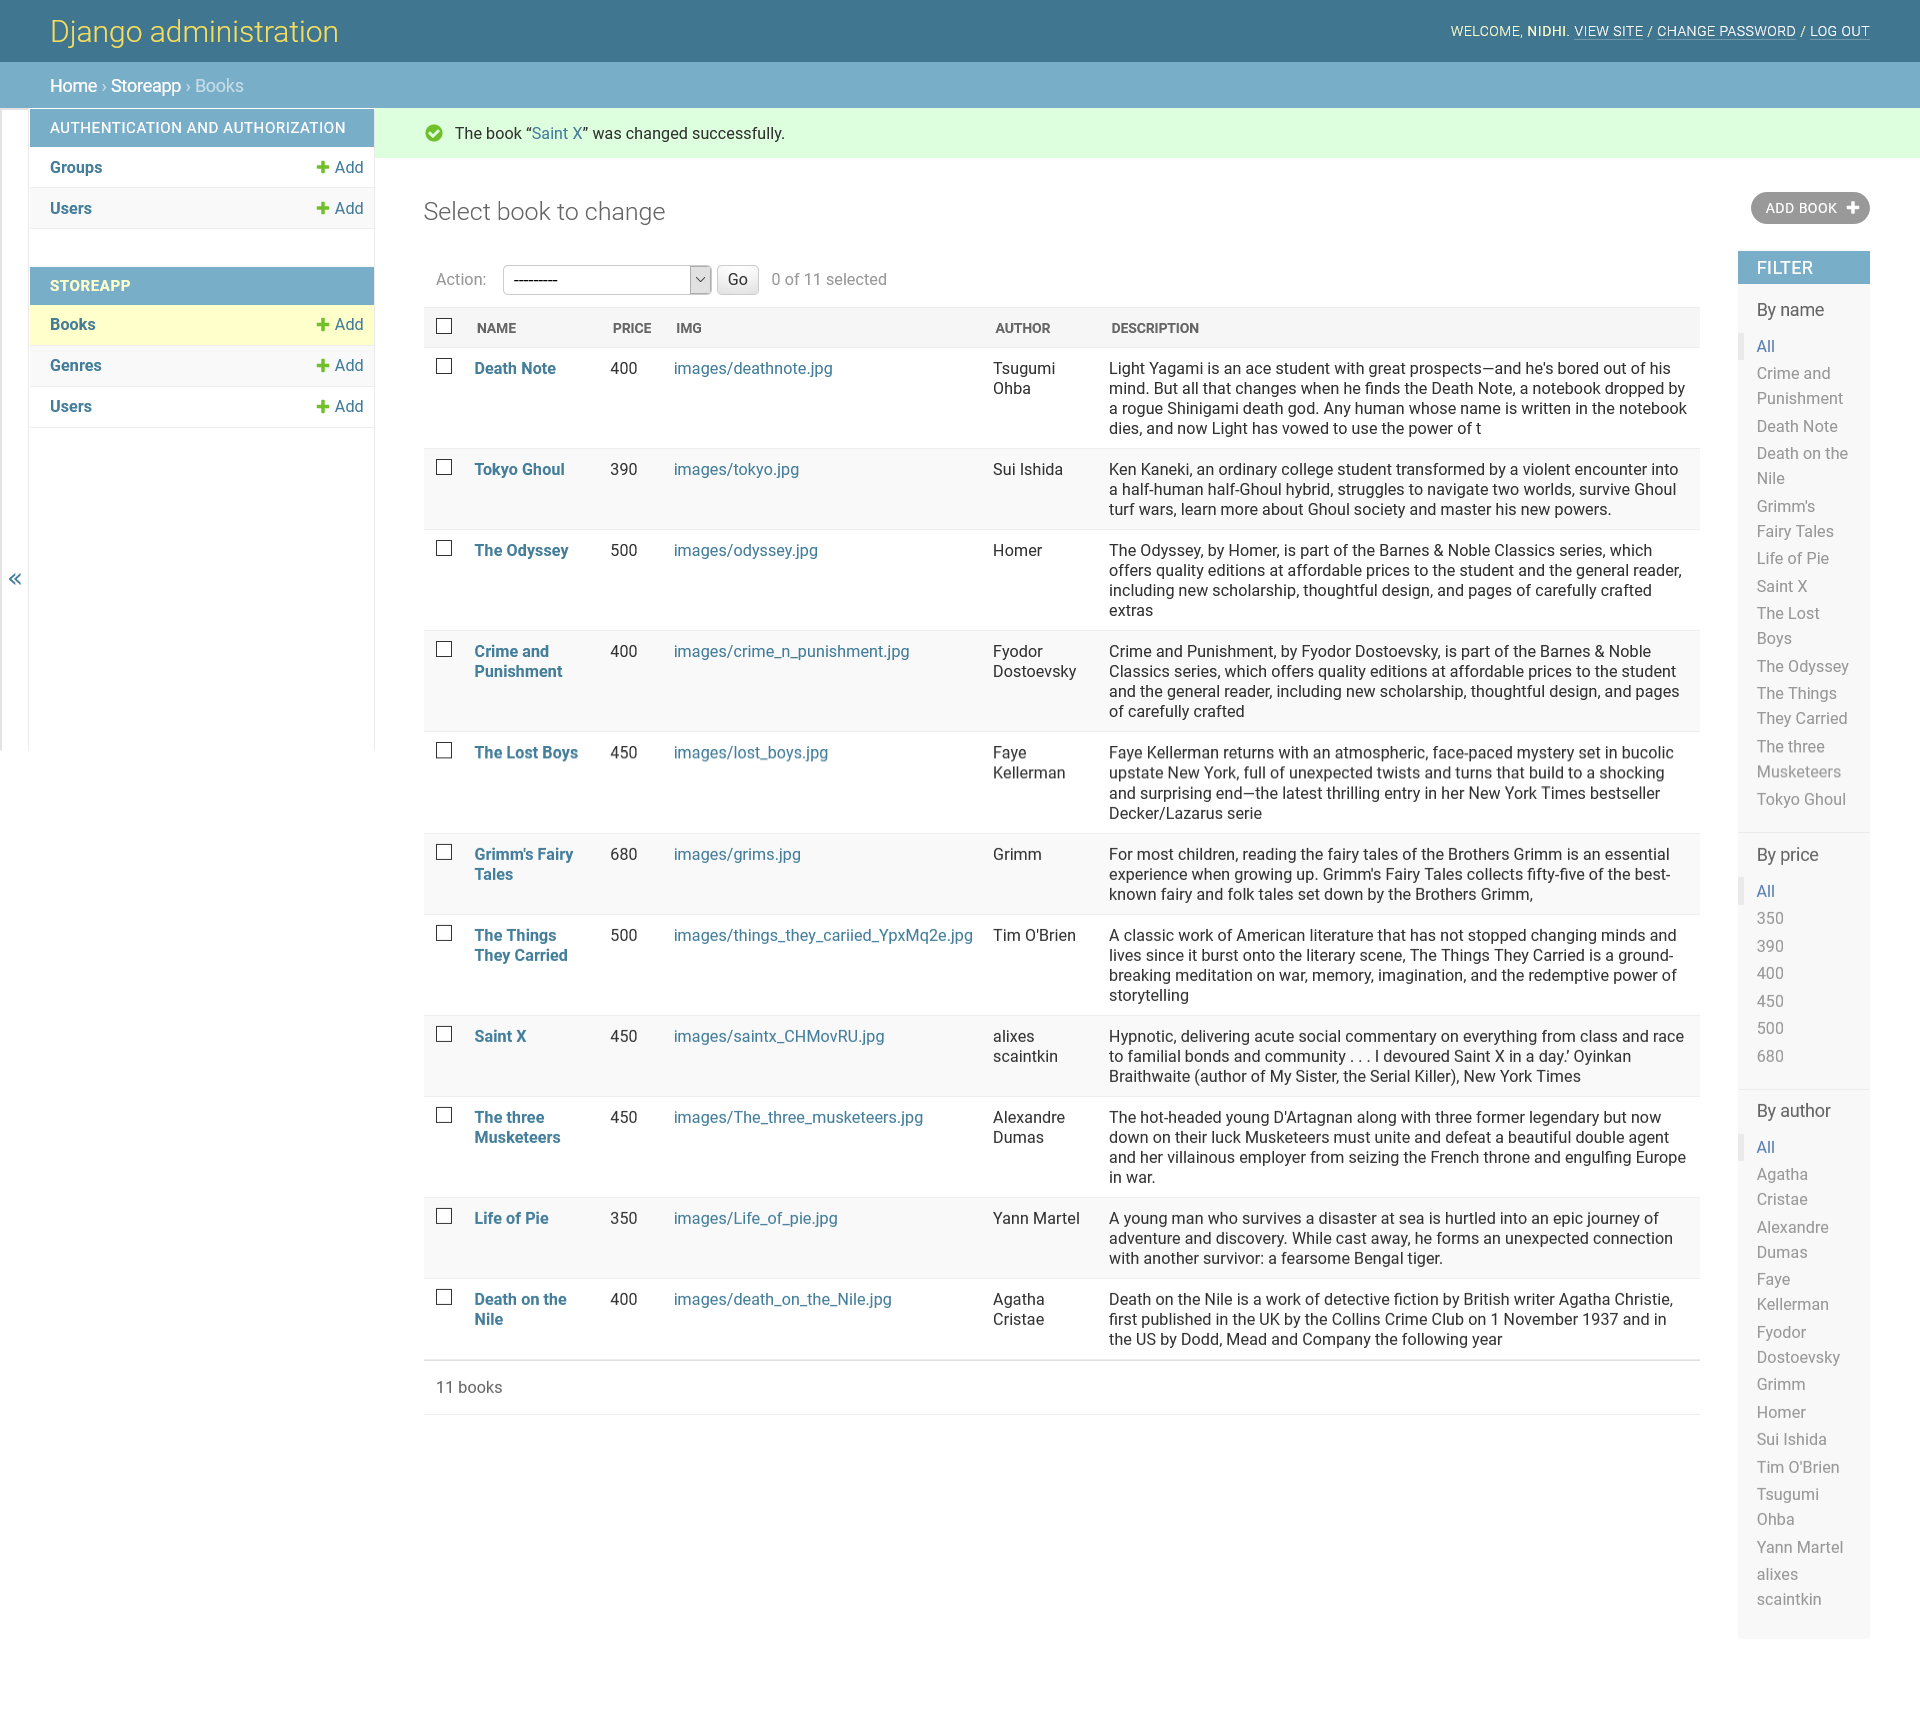 Django administration
WELCOME, NIDHI. VIEW SITE / CHANGE PASSWORD / LOG OUT
Home › Storeapp › Books
AUTHENTICATION AND AUTHORIZATION
Groups Add
Users Add
STOREAPP
Books Add
Genres Add
Users Add
«
The book “Saint X” was changed successfully.
Select book to change
ADD BOOK
Action: --------- Go 0 of 11 selected
NAME PRICE IMG AUTHOR DESCRIPTION
Death Note 400 images/deathnote.jpg Tsugumi Light Yagami is an ace student with great prospects—and he's bored out of his
Ohba mind. But all that changes when he finds the Death Note, a notebook dropped by
a rogue Shinigami death god. Any human whose name is written in the notebook
dies, and now Light has vowed to use the power of t
Tokyo Ghoul 390 images/tokyo.jpg Sui Ishida Ken Kaneki, an ordinary college student transformed by a violent encounter into
a half-human half-Ghoul hybrid, struggles to navigate two worlds, survive Ghoul
turf wars, learn more about Ghoul society and master his new powers.
The Odyssey 500 images/odyssey.jpg Homer The Odyssey, by Homer, is part of the Barnes & Noble Classics series, which
offers quality editions at affordable prices to the student and the general reader,
including new scholarship, thoughtful design, and pages of carefully crafted
extras
Crime and 400 images/crime_n_punishment.jpg Fyodor Crime and Punishment, by Fyodor Dostoevsky, is part of the Barnes & Noble
Punishment Dostoevsky Classics series, which offers quality editions at affordable prices to the student
and the general reader, including new scholarship, thoughtful design, and pages
of carefully crafted
The Lost Boys 450 images/lost_boys.jpg Faye Faye Kellerman returns with an atmospheric, face-paced mystery set in bucolic
Kellerman upstate New York, full of unexpected twists and turns that build to a shocking
and surprising end—the latest thrilling entry in her New York Times bestseller
Decker/Lazarus serie
Grimm's Fairy 680 images/grims.jpg Grimm For most children, reading the fairy tales of the Brothers Grimm is an essential
Tales experience when growing up. Grimm's Fairy Tales collects fifty-five of the best-
known fairy and folk tales set down by the Brothers Grimm,
The Things 500 images/things_they_cariied_YpxMq2e.jpg Tim O'Brien A classic work of American literature that has not stopped changing minds and
They Carried lives since it burst onto the literary scene, The Things They Carried is a ground-
breaking meditation on war, memory, imagination, and the redemptive power of
storytelling
Saint X 450 images/saintx_CHMovRU.jpg alixes Hypnotic, delivering acute social commentary on everything from class and race
scaintkin to familial bonds and community . . . I devoured Saint X in a day.’ Oyinkan
Braithwaite (author of My Sister, the Serial Killer), New York Times
The three 450 images/The_three_musketeers.jpg Alexandre The hot-headed young D'Artagnan along with three former legendary but now
Musketeers Dumas down on their luck Musketeers must unite and defeat a beautiful double agent
and her villainous employer from seizing the French throne and engulfing Europe
in war.
Life of Pie 350 images/Life_of_pie.jpg Yann Martel A young man who survives a disaster at sea is hurtled into an epic journey of
adventure and discovery. While cast away, he forms an unexpected connection
with another survivor: a fearsome Bengal tiger.
Death on the 400 images/death_on_the_Nile.jpg Agatha Death on the Nile is a work of detective fiction by British writer Agatha Christie,
Nile Cristae first published in the UK by the Collins Crime Club on 1 November 1937 and in
the US by Dodd, Mead and Company the following year
11 books
FILTER
By name
All
Crime and
Punishment
Death Note
Death on the
Nile
Grimm's
Fairy Tales
Life of Pie
Saint X
The Lost
Boys
The Odyssey
The Things
They Carried
The three
Musketeers
Tokyo Ghoul
By price
All
350
390
400
450
500
680
By author
All
Agatha
Cristae
Alexandre
Dumas
Faye
Kellerman
Fyodor
Dostoevsky
Grimm
Homer
Sui Ishida
Tim O'Brien
Tsugumi
Ohba
Yann Martel
alixes
scaintkin